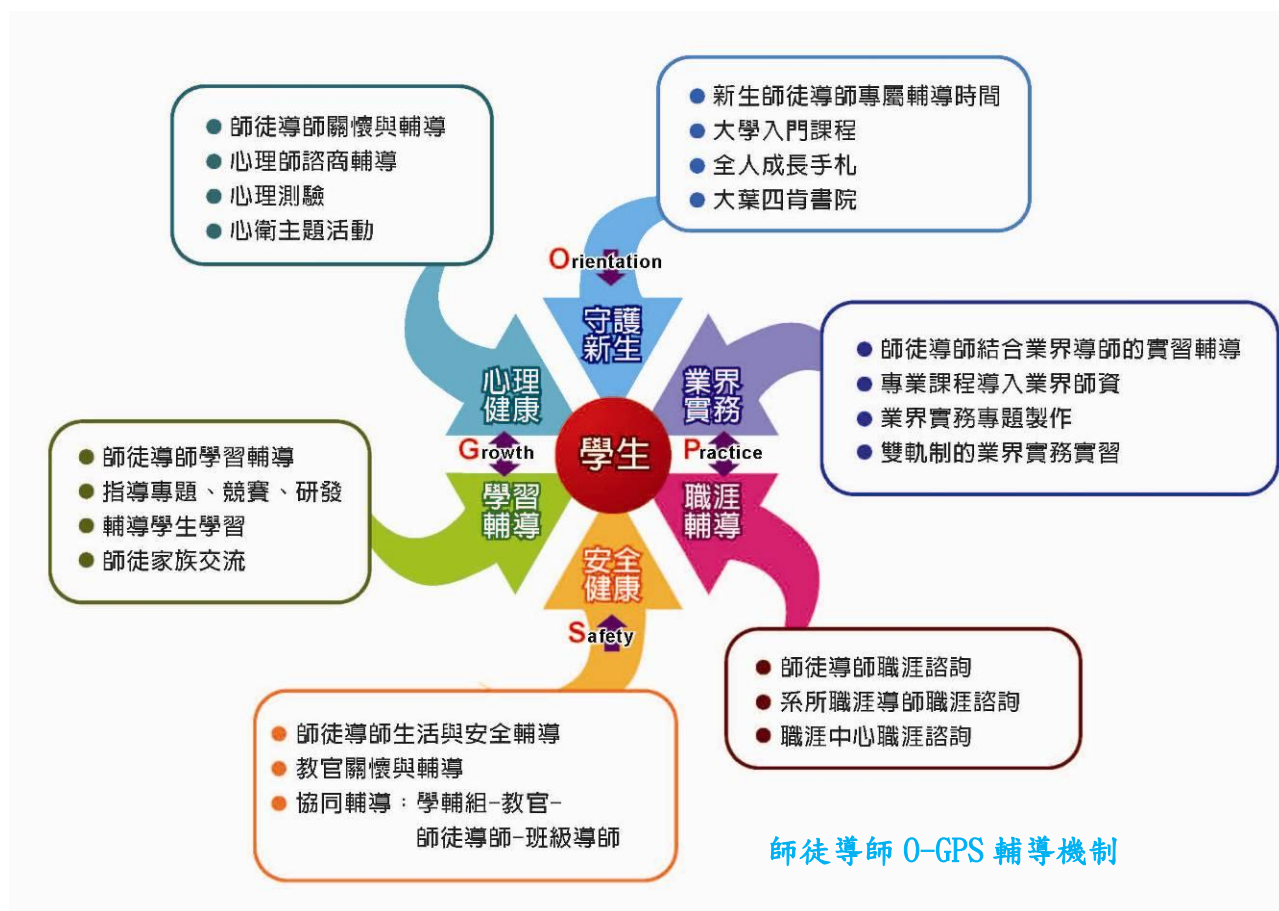 ● 新生師徒導師專屬輔導時間
● 大學入門課程
● 全人成長手札
● 大葉四肯書院
● 師徒導師關懷與輔導
● 心理師諮商輔導
● 心理測驗
● 心衛主題活動
Orientation
守護
新生
心理
健康
業界
實務
● 師徒導師結合業界導師的實習輔導
● 專業課程導入業界師資
● 業界實務專題製作
● 雙軌制的業界實務實習
Growth
學生
Practice
● 師徒導師學習輔導
● 指導專題、競賽、研發
● 輔導學生學習
● 師徒家族交流
學習
輔導
職涯
輔導
安全
健康
Safety
● 師徒導師職涯諮詢
● 系所職涯導師職涯諮詢
● 職涯中心職涯諮詢
● 師徒導師生活與安全輔導
● 教官關懷與輔導
● 協同輔導：學輔組-教官-
師徒導師-班級導師
師徒導師 O-GPS 輔導機制